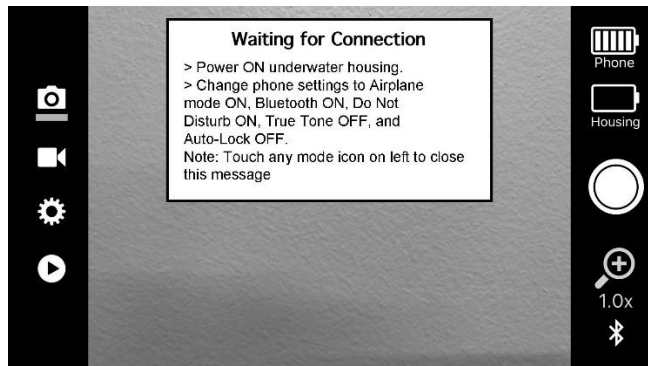 Waiting for Connection
> Power ON underwater housing.
> Change phone settings to Airplane
mode ON, Bluetooth ON, Do Not
Disturb ON, True Tone OFF, and
Auto-Lock OFF.
Note: Touch any mode icon on left to close
this message
Phone
Housing
1.0x